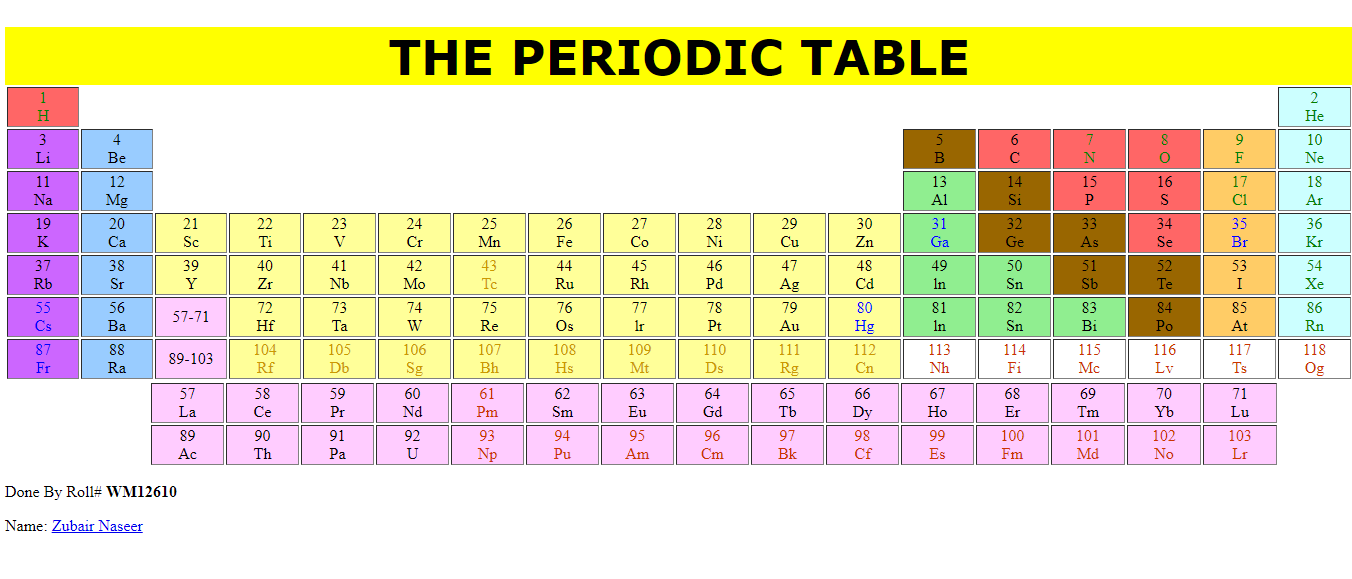 THE PERIODIC TABLE
1 2
H He
3 4 5 6 7 8 9 10
Li Be B C N O F Ne
11 12 13 14 15 16 17 18
Na Mg Al Si P S Cl Ar
19 20 21 22 23 24 25 26 27 28 29 30 31 32 33 34 35 36
K Ca Sc Ti V Cr Mn Fe Co Ni Cu Zn Ga Ge As Se Br Kr
37 38 39 40 41 42 43 44 45 46 47 48 49 50 51 52 53 54
Rb Sr Y Zr Nb Mo Tc Ru Rh Pd Ag Cd ln Sn Sb Te I Xe
55 56 57-71 72 73 74 75 76 77 78 79 80 81 82 83 84 85 86
Cs Ba Hf Ta W Re Os lr Pt Au Hg ln Sn Bi Po At Rn
87 88 89-103 104 105 106 107 108 109 110 111 112 113 114 115 116 117 118
Fr Ra Rf Db Sg Bh Hs Mt Ds Rg Cn Nh Fi Mc Lv Ts Og
57 58 59 60 61 62 63 64 65 66 67 68 69 70 71
La Ce Pr Nd Pm Sm Eu Gd Tb Dy Ho Er Tm Yb Lu
89 90 91 92 93 94 95 96 97 98 99 100 101 102 103
Ac Th Pa U Np Pu Am Cm Bk Cf Es Fm Md No Lr
Done By Roll# WM12610
Name: Zubair Naseer